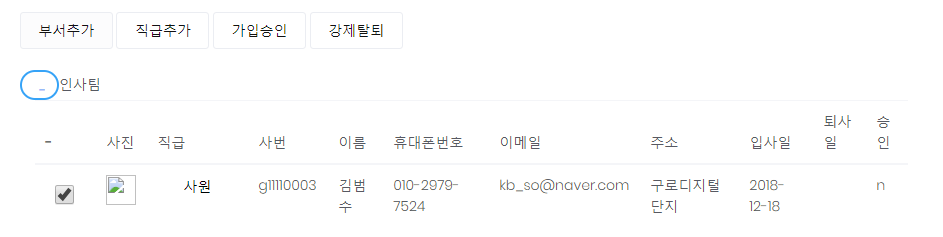 부서추가 직급추가 가입승인 강제탈퇴
_ 인사팀
- 사진 직급 사번 이름 휴대폰번호 이메일 주소 입사일 퇴사일 승인
사원 g11110003 김범수 010-2979-7524 kb_so@naver.com 구로디지털단지 2018-12-18 n